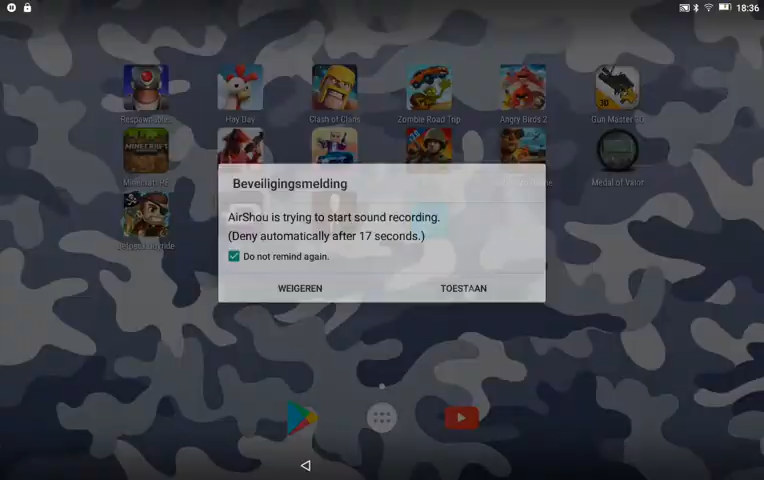 18:36
Hay Day
Clash of Clans
Zombie Road Trip
Angry Birds 2
Gun Master 3D
Minecraft: PE
Medal of Valor
Beveiligingsmelding
AirShou is trying to start sound recording.
(Deny automatically after 17 seconds.)
Do not remind again.
WEIGEREN
TOESTAAN